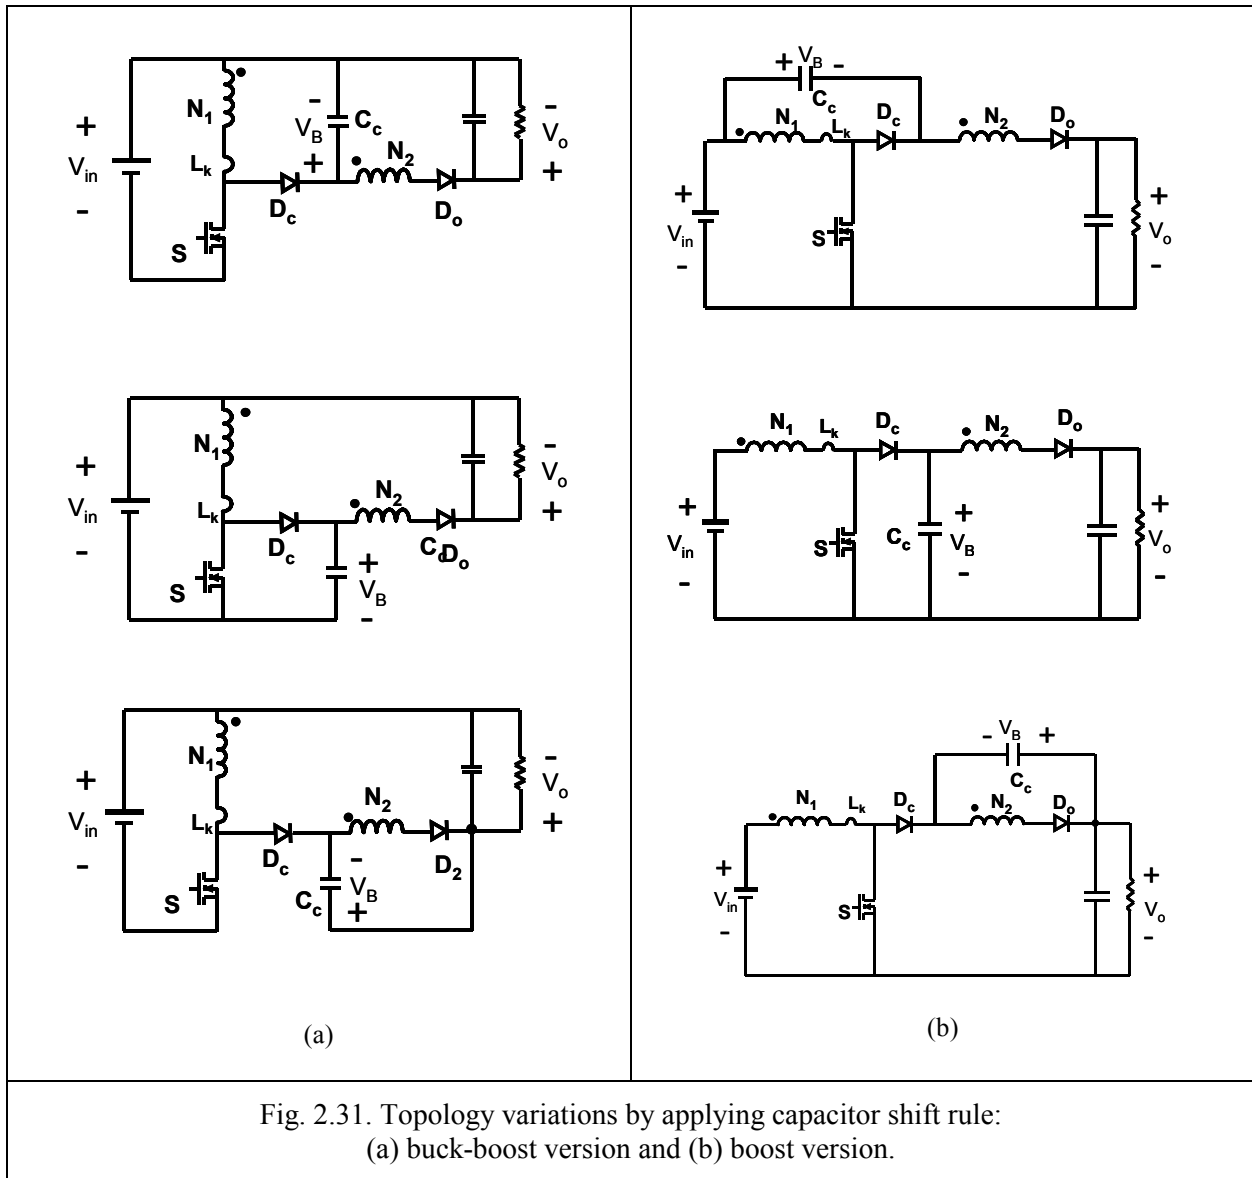 +
V_in
-
N_1
L_k
S
D_c
-
V_B
+
C_c
N_2
D_o
-
V_o
+
+
V_in
-
N_1
L_k
S
D_c
+
V_B
-
N_2
C_cD_o
-
V_o
+
+
V_in
-
N_1
L_k
S
D_c
C_c
-
V_B
+
N_2
D_2
-
V_o
+
(a)
+ V_B -
C_c
N_1
L_k
D_c
N_2
D_o
+
V_in
-
S
+
V_o
-
N_1
L_k
D_c
N_2
D_o
+
V_in
-
S
C_c
+
V_B
-
+
V_o
-
- V_B +
C_c
N_1
L_k
D_c
N_2
D_o
+
V_in
-
S
+
V_o
-
(b)
Fig. 2.31. Topology variations by applying capacitor shift rule:
(a) buck-boost version and (b) boost version.